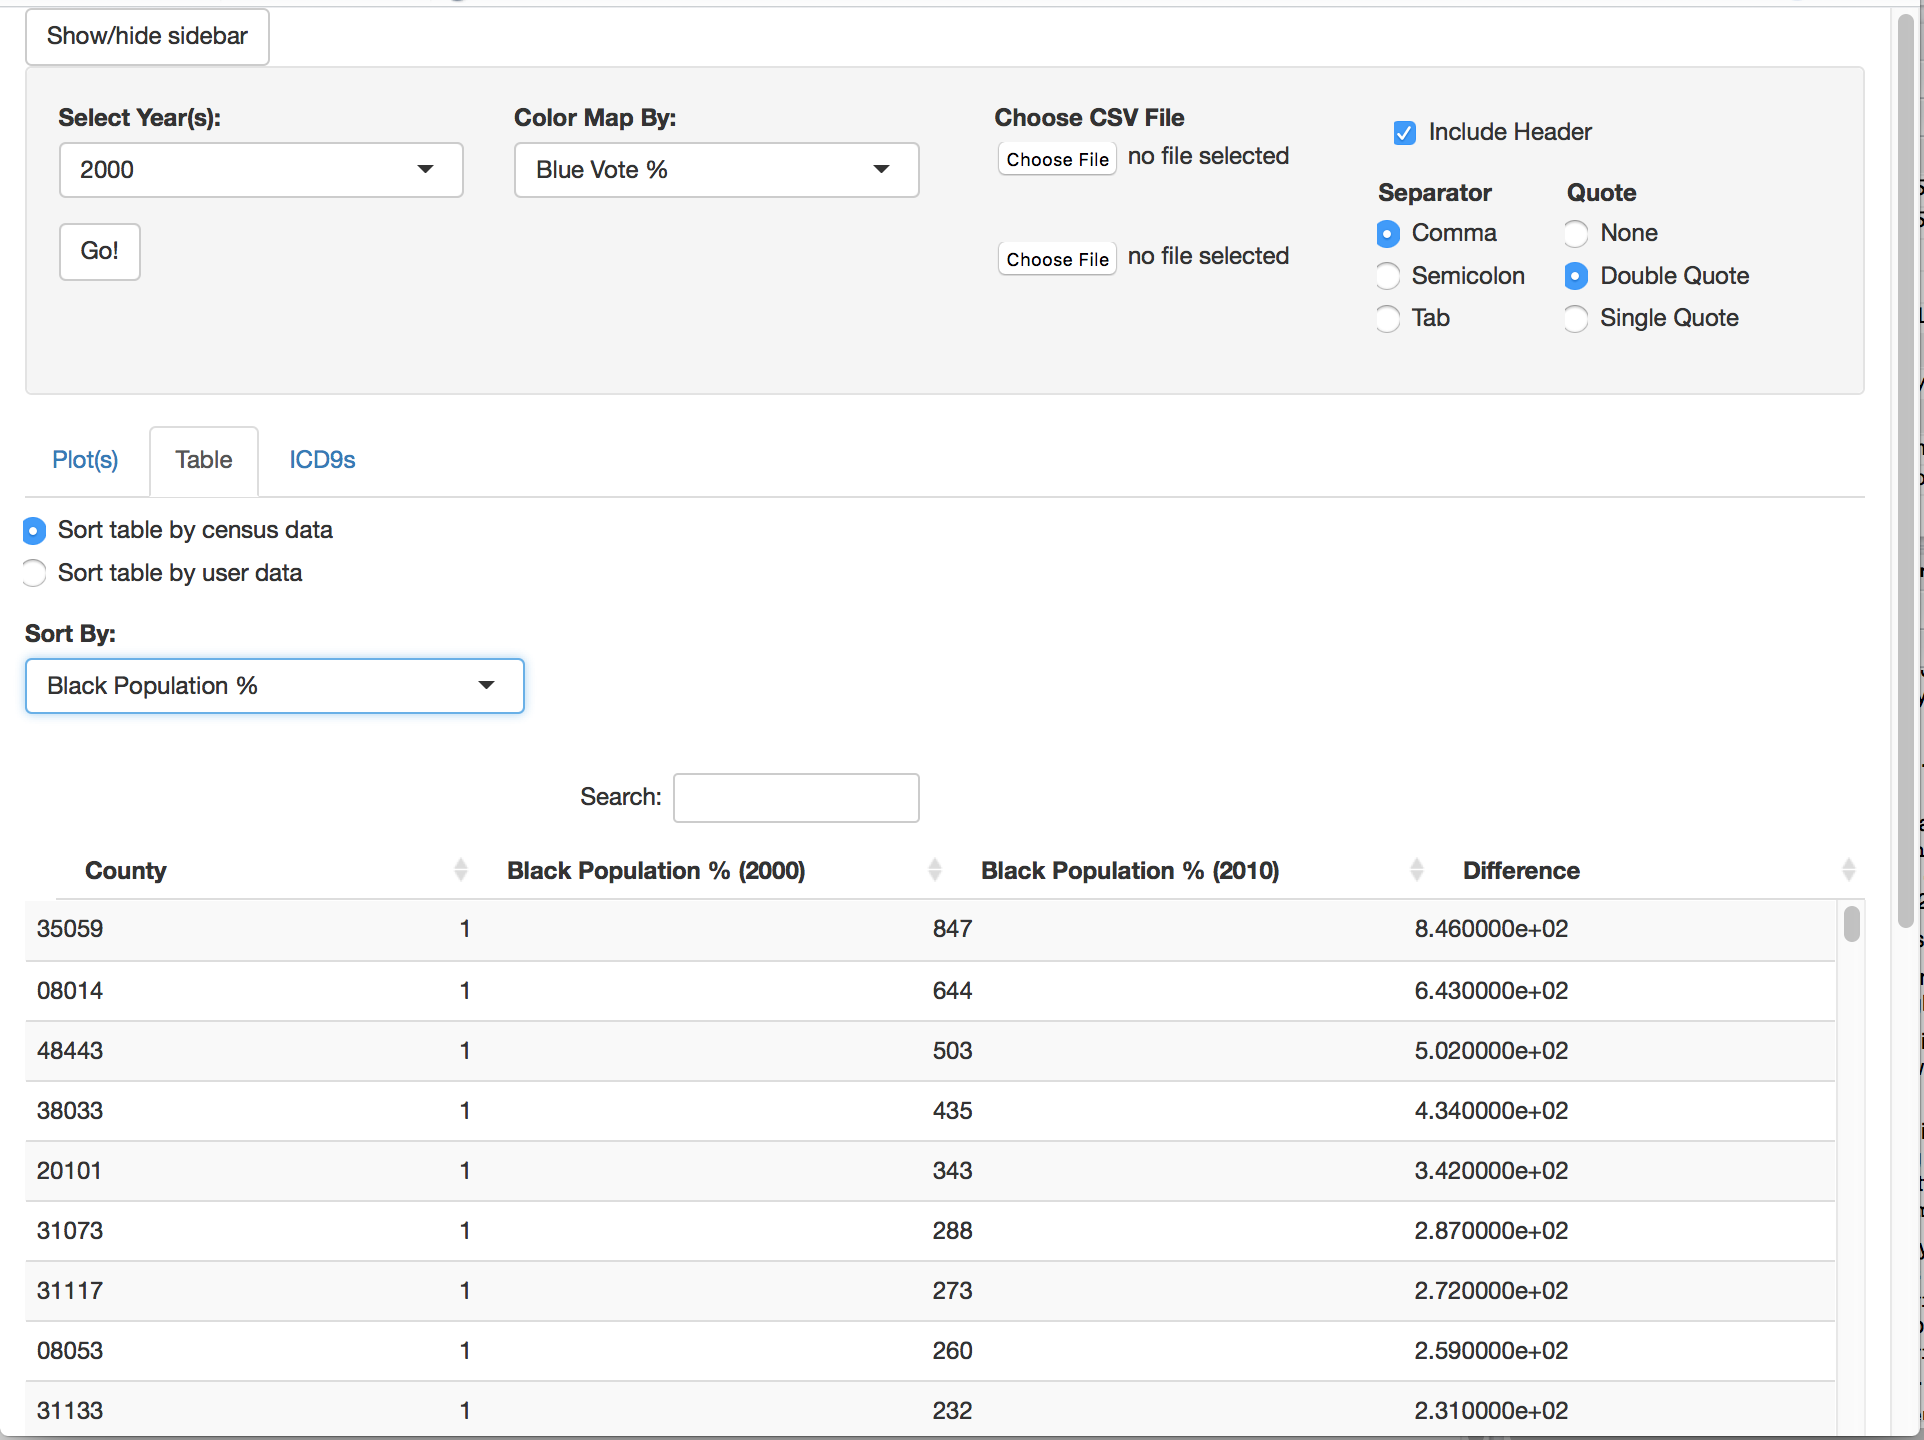 Show/hide sidebar
Select Year(s):
2000
Go!
Color Map By:
Blue Vote %
Choose CSV File
Choose File no file selected
Choose File no file selected
Include Header
Separator
Comma
Semicolon
Tab
Quote
None
Double Quote
Single Quote
Plot(s) Table ICD9s
Sort table by census data
Sort table by user data
Sort By:
Black Population %
Search:
County Black Population % (2000) Black Population % (2010) Difference
35059 1 847 8.460000e+02
08014 1 644 6.430000e+02
48443 1 503 5.020000e+02
38033 1 435 4.340000e+02
20101 1 343 3.420000e+02
31073 1 288 2.870000e+02
31117 1 273 2.720000e+02
08053 1 260 2.590000e+02
31133 1 232 2.310000e+02